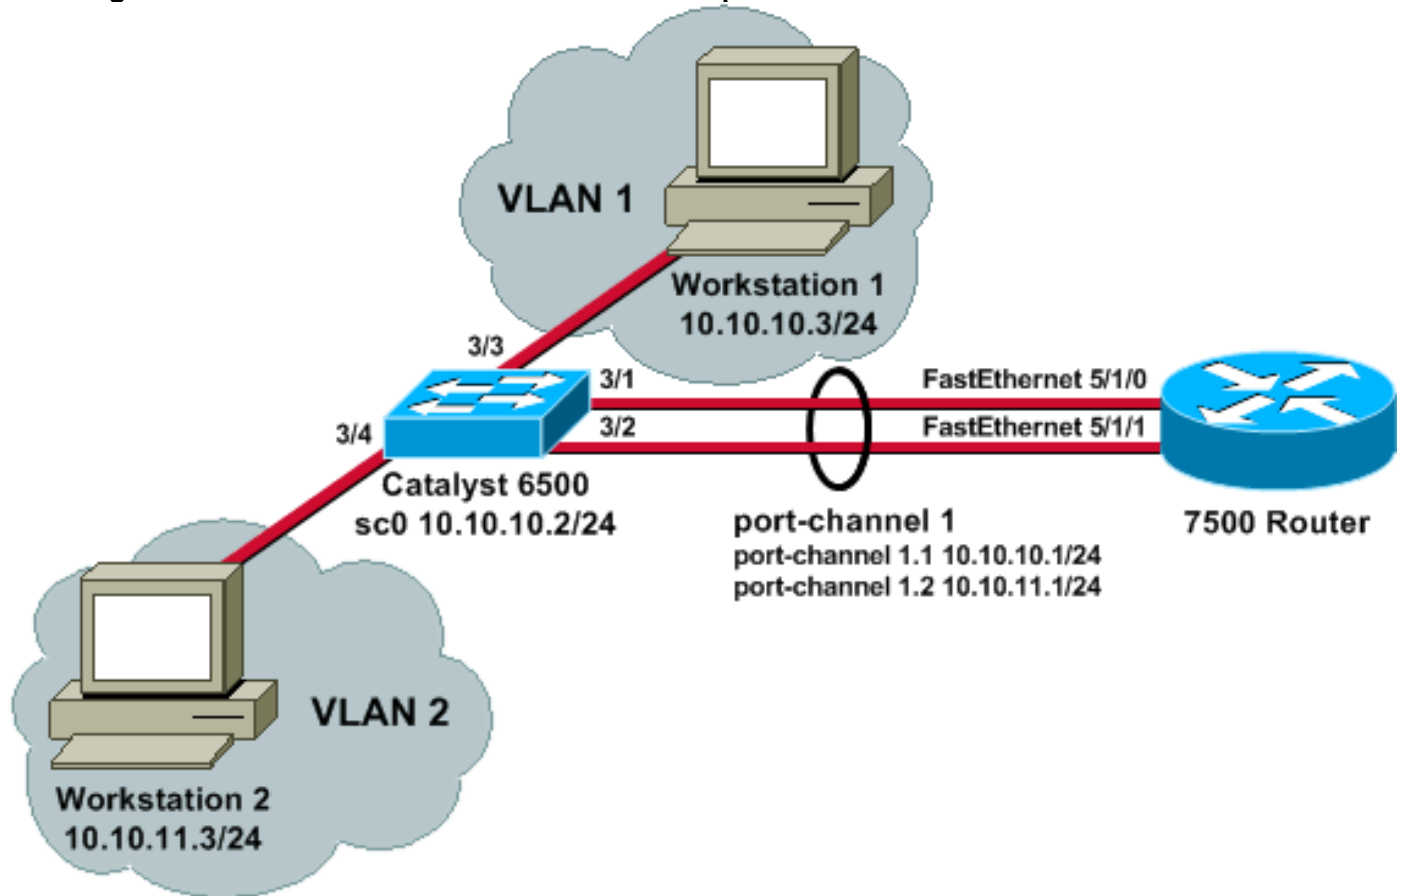 VLAN 1
Workstation 1
10.10.10.3/24
3/3
3/1
FastEthernet 5/1/0
3/4
3/2
FastEthernet 5/1/1
Catalyst 6500
sc0 10.10.10.2/24
port-channel 1
port-channel 1.1 10.10.10.1/24
port-channel 1.2 10.10.11.1/24
7500 Router
VLAN 2
Workstation 2
10.10.11.3/24